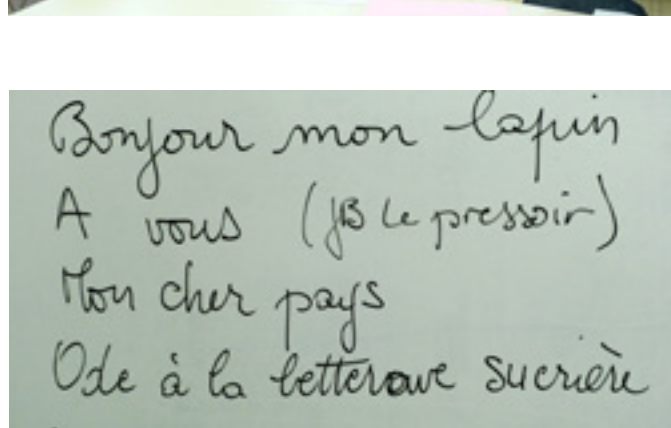 Bonjour mon lapin
A vous (JB Le pressoir)
Mon cher pays
Ode à la betterave sucrière